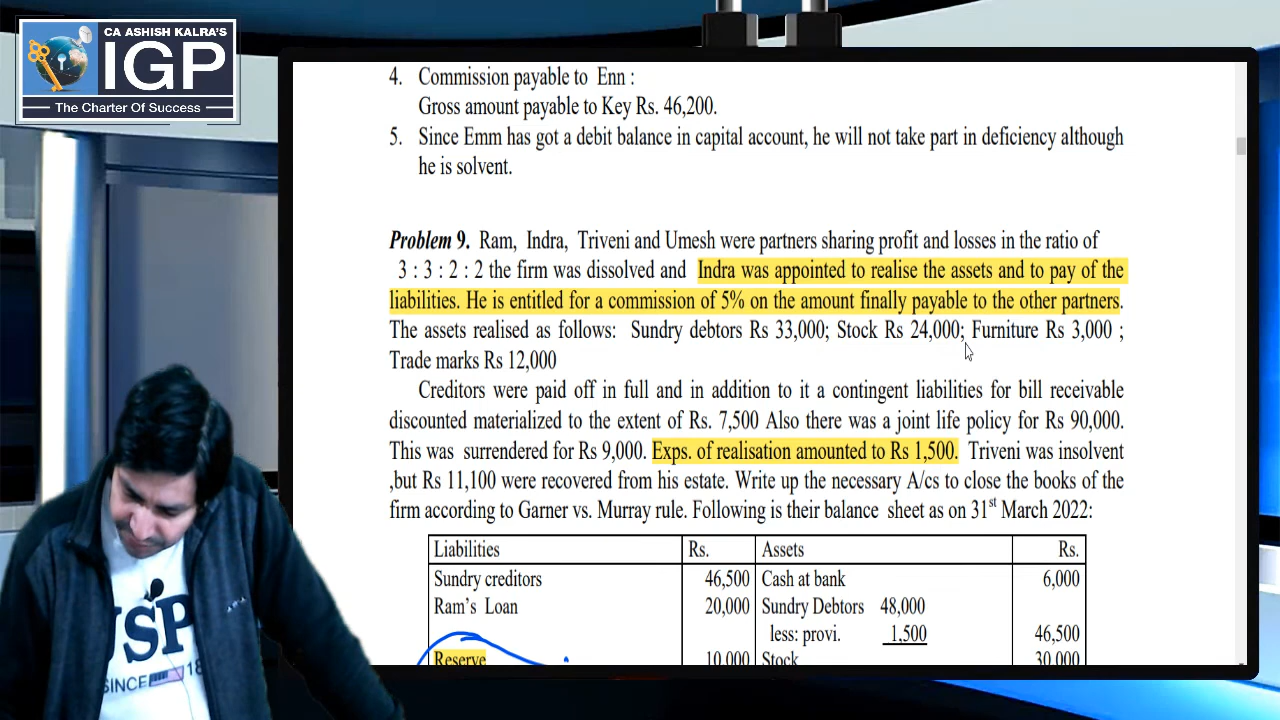 CA ASHISH KALRA'S
IGP
The Charter Of Success
4. Commission payable to Enn :
Gross amount payable to Key Rs. 46,200.
5. Since Emm has got a debit balance in capital account, he will not take part in deficiency although
he is solvent.
Problem 9. Ram, Indra, Triveni and Umesh were partners sharing profit and losses in the ratio of
3 : 3 : 2 : 2 the firm was dissolved and Indra was appointed to realise the assets and to pay of the
liabilities. He is entitled for a commission of 5% on the amount finally payable to the other partners.
The assets realised as follows: Sundry debtors Rs 33,000; Stock Rs 24,000; Furniture Rs 3,000 ;
Trade marks Rs 12,000
Creditors were paid off in full and in addition to it a contingent liabilities for bill receivable
discounted materialized to the extent of Rs. 7,500 Also there was a joint life policy for Rs 90,000.
This was surrendered for Rs 9,000. Exps. of realisation amounted to Rs 1,500. Triveni was insolvent
,but Rs 11,100 were recovered from his estate. Write up the necessary A/cs to close the books of the
firm according to Garner vs. Murray rule. Following is their balance sheet as on 31st March 2022:
Liabilities Rs. Assets Rs.
Sundry creditors 46,500 Cash at bank 6,000
Ram's Loan 20,000 Sundry Debtors 48,000
less: provi. 1,500 46,500
Reserve 10,000 Stock 30,000
USP
SINCE 18